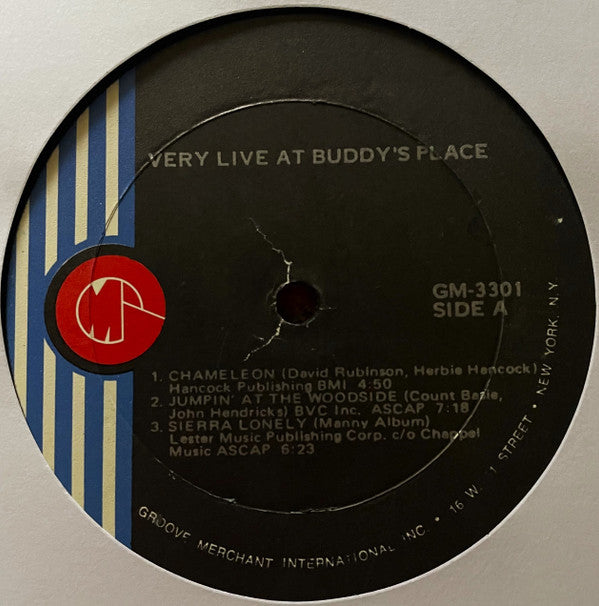 VERY LIVE AT BUDDY'S PLACE
GM-3301
SIDE A
1. CHAMELEON (David Rubinson, Herbie Hancock)
Hancock Publishing BMI 4:50
2. JUMPIN' AT THE WOODSIDE (Count Basie,
John Hendricks) BVC Inc. ASCAP 7:18
3. SIERRA LONELY (Manny Album)
Lester Music Publishing Corp. c/o Chappel
Music ASCAP 6:23
GROOVE MERCHANT INTERNATIONAL INC. • 16 W. STREET • NEW YORK, N.Y.